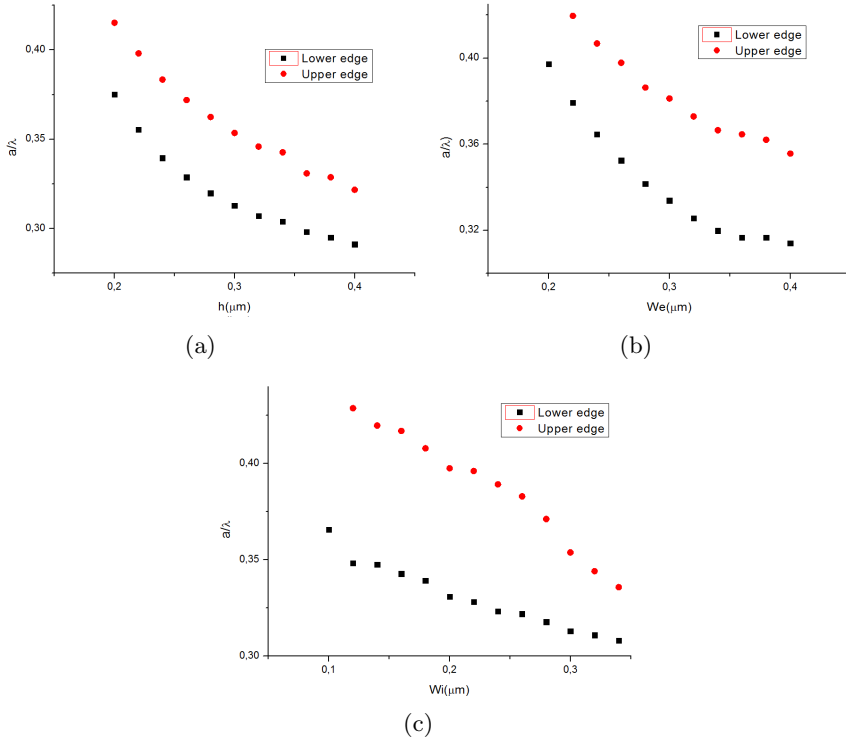 0,40
0,35
0,30
a/λ
Lower edge
Upper edge
0,2
0,3
0,4
h(μm)
(a)
0,40
0,36
0,32
a/λ)
Lower edge
Upper edge
0,2
0,3
0,4
We(μm)
(b)
0,40
0,35
0,30
a/λ
Lower edge
Upper edge
0,1
0,2
0,3
Wi(μm)
(c)